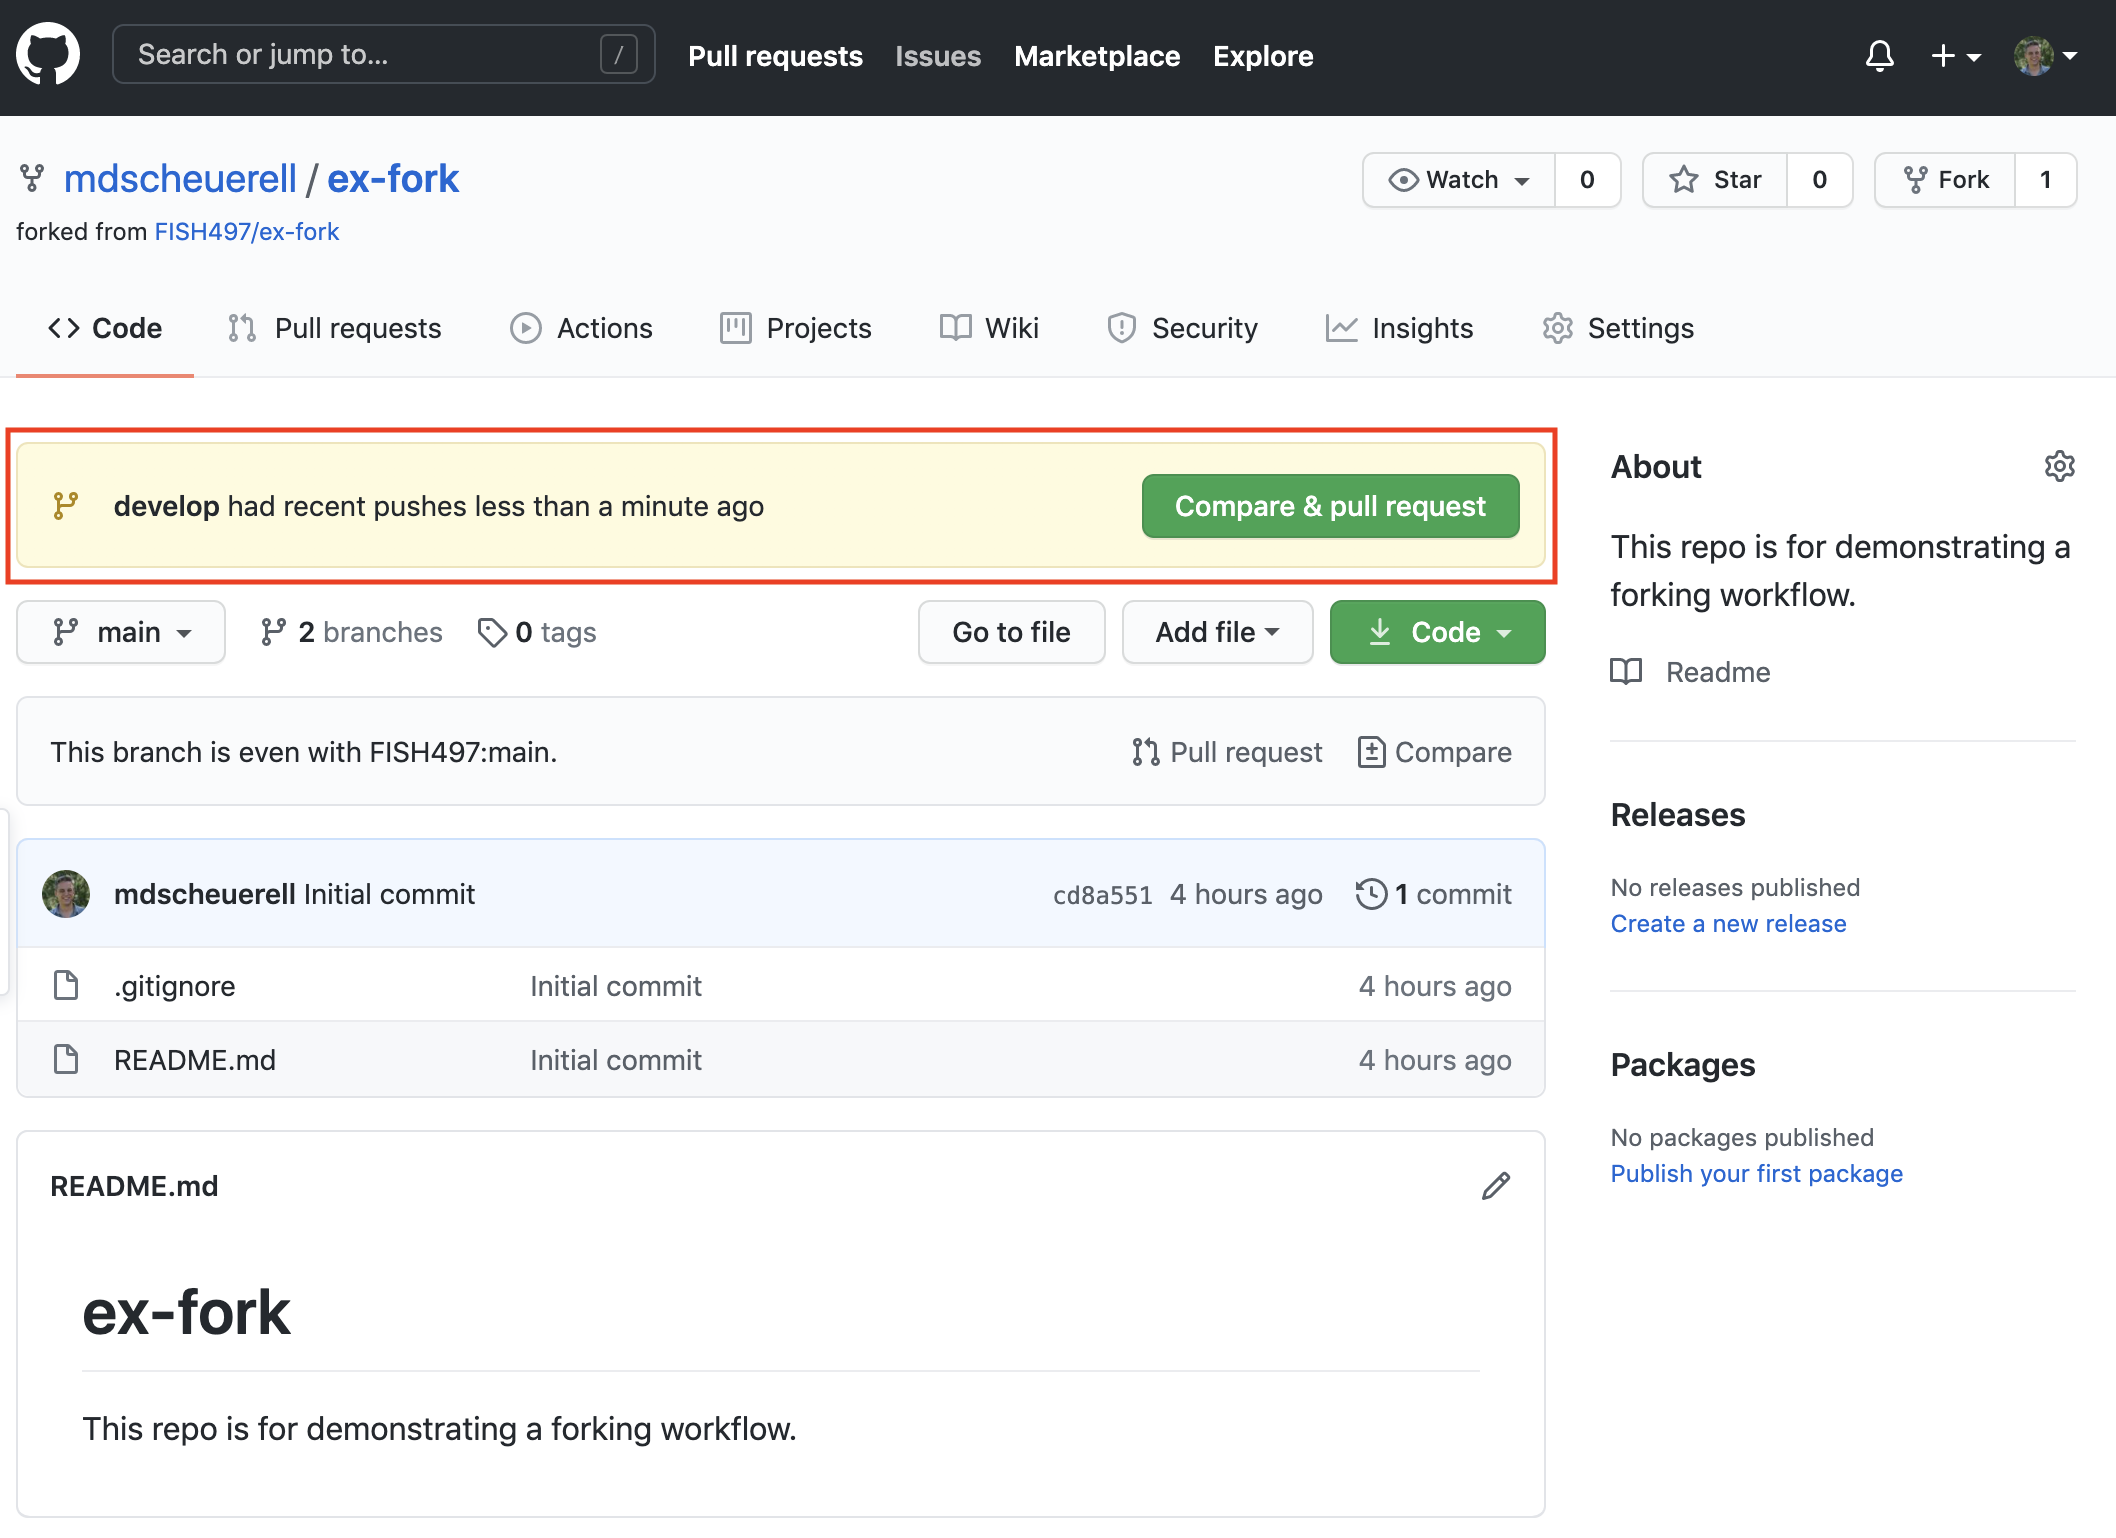 Search or jump to... / Pull requests Issues Marketplace Explore
mdscheuerell / ex-fork Watch 0 Star 0 Fork 1
forked from FISH497/ex-fork
Code Pull requests Actions Projects Wiki Security Insights Settings
develop had recent pushes less than a minute ago Compare & pull request
main 2 branches 0 tags Go to file Add file Code
This branch is even with FISH497:main. Pull request Compare
mdscheuerell Initial commit cd8a551 4 hours ago 1 commit
.gitignore Initial commit 4 hours ago
README.md Initial commit 4 hours ago
README.md
ex-fork
This repo is for demonstrating a forking workflow.
About
This repo is for demonstrating a
forking workflow.
Readme
Releases
No releases published
Create a new release
Packages
No packages published
Publish your first package